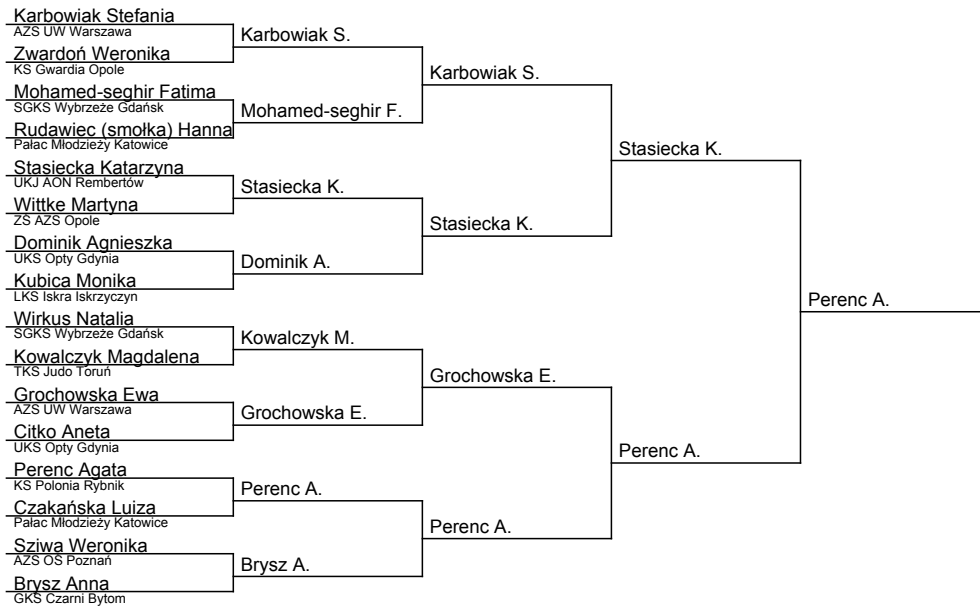 Karbowiak Stefania
AZS UW Warszawa
Zwardoń Weronika
KS Gwardia Opole
Mohamed-seghir Fatima
SGKS Wybrzeże Gdańsk
Rudawiec (smołka) Hanna
Pałac Młodzieży Katowice
Stasiecka Katarzyna
UKJ AON Rembertów
Wittke Martyna
ZS AZS Opole
Dominik Agnieszka
UKS Opty Gdynia
Kubica Monika
LKS Iskra Iskrzyczyn
Wirkus Natalia
SGKS Wybrzeże Gdańsk
Kowalczyk Magdalena
TKS Judo Toruń
Grochowska Ewa
AZS UW Warszawa
Citko Aneta
UKS Opty Gdynia
Perenc Agata
KS Polonia Rybnik
Czakańska Luiza
Pałac Młodzieży Katowice
Sziwa Weronika
AZS OŚ Poznań
Brysz Anna
GKS Czarni Bytom
Karbowiak S.
Mohamed-seghir F.
Stasiecka K.
Dominik A.
Kowalczyk M.
Grochowska E.
Perenc A.
Brysz A.
Karbowiak S.
Stasiecka K.
Grochowska E.
Perenc A.
Stasiecka K.
Perenc A.
Perenc A.